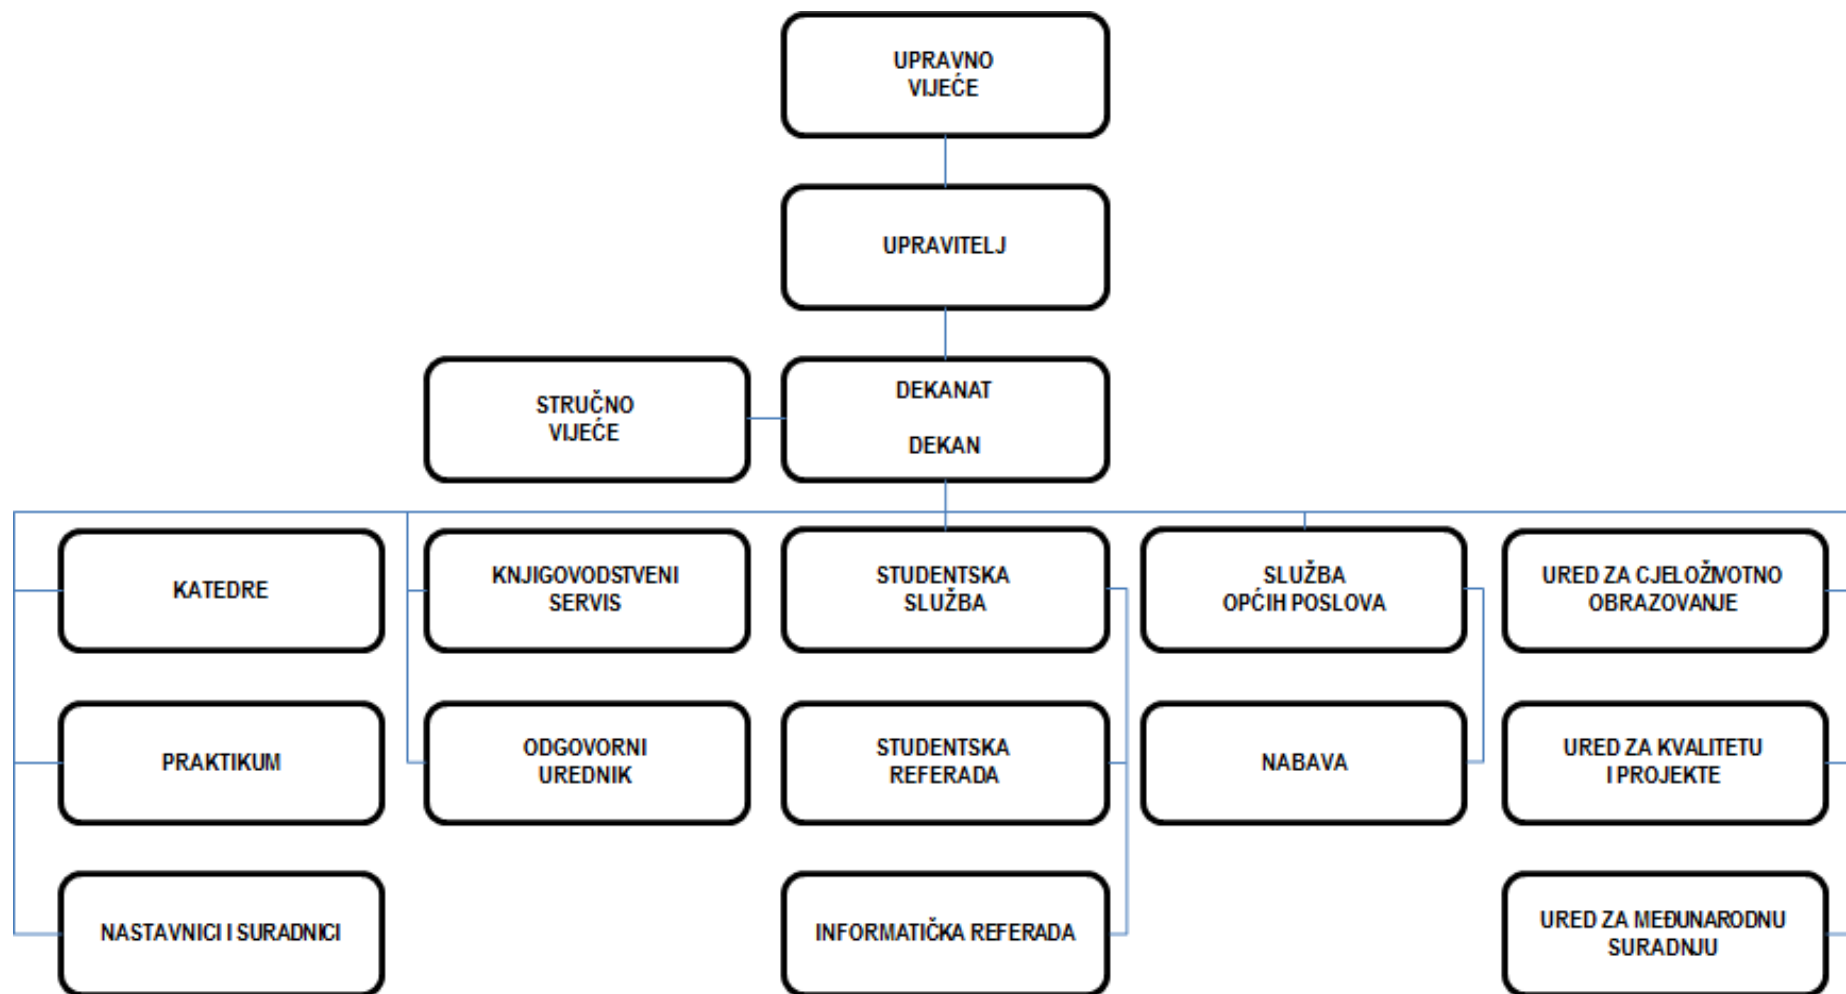 UPRAVNO
VIJEĆE
UPRAVITELJ
STRUČNO
VIJEĆE
DEKANAT
DEKAN
KATEDRE
KNJIGOVODSTVENI
SERVIS
STUDENTSKA
SLUŽBA
SLUŽBA
OPĆIH POSLOVA
URED ZA CJELOŽIVOTNO
OBRAZOVANJE
PRAKTIKUM
ODGOVORNI
UREDNIK
STUDENTSKA
REFERADA
NABAVA
URED ZA KVALITETU
I PROJEKTE
NASTAVNICI I SURADNICI
INFORMATIČKA REFERADA
URED ZA MEĐUNARODNU
SURADNJU